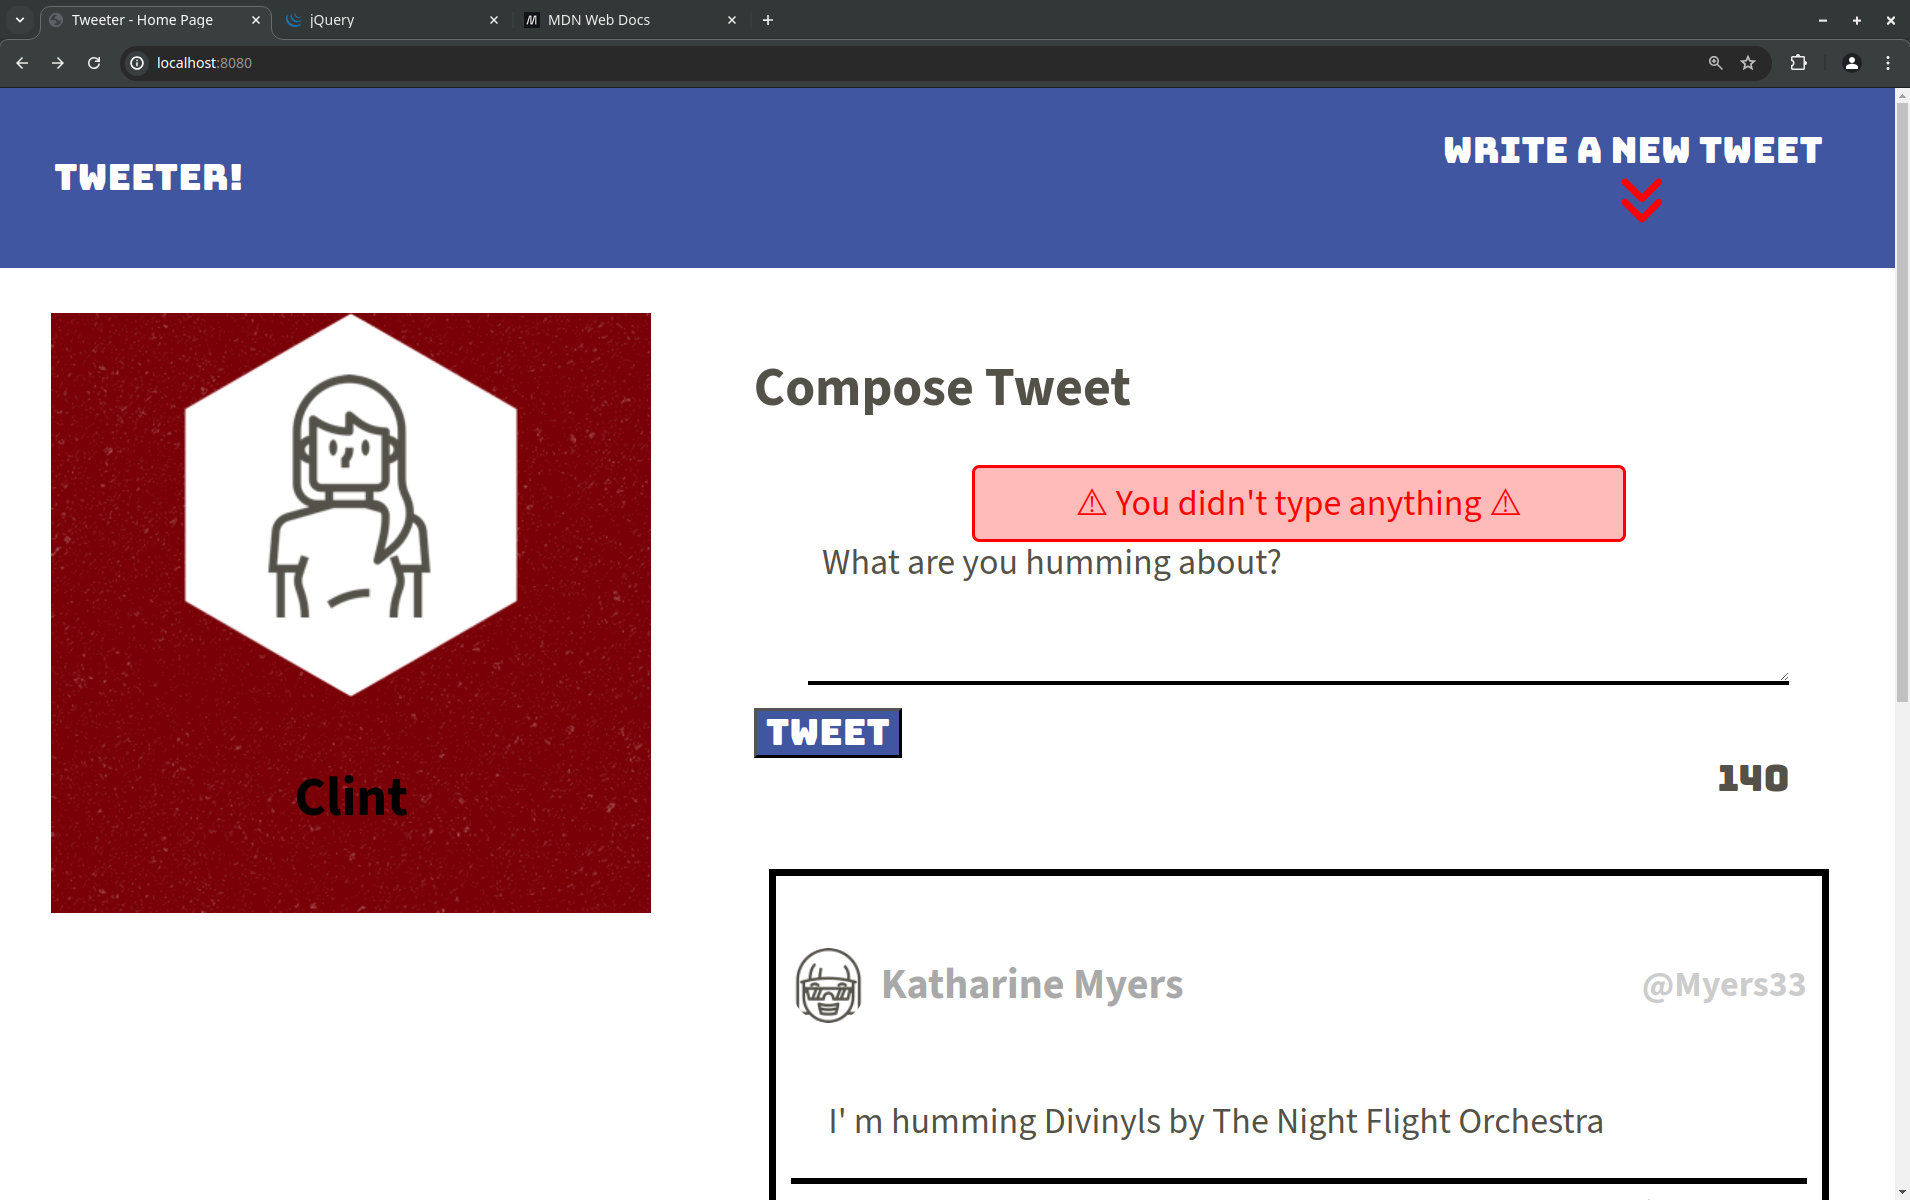 Tweeter - Home Page
jQuery
MDN Web Docs
localhost:8080
TWEETER!
WRITE A NEW TWEET
Clint
Compose Tweet
⚠ You didn't type anything ⚠
What are you humming about?
TWEET
140
Katharine Myers
@Myers33
I' m humming Divinyls by The Night Flight Orchestra